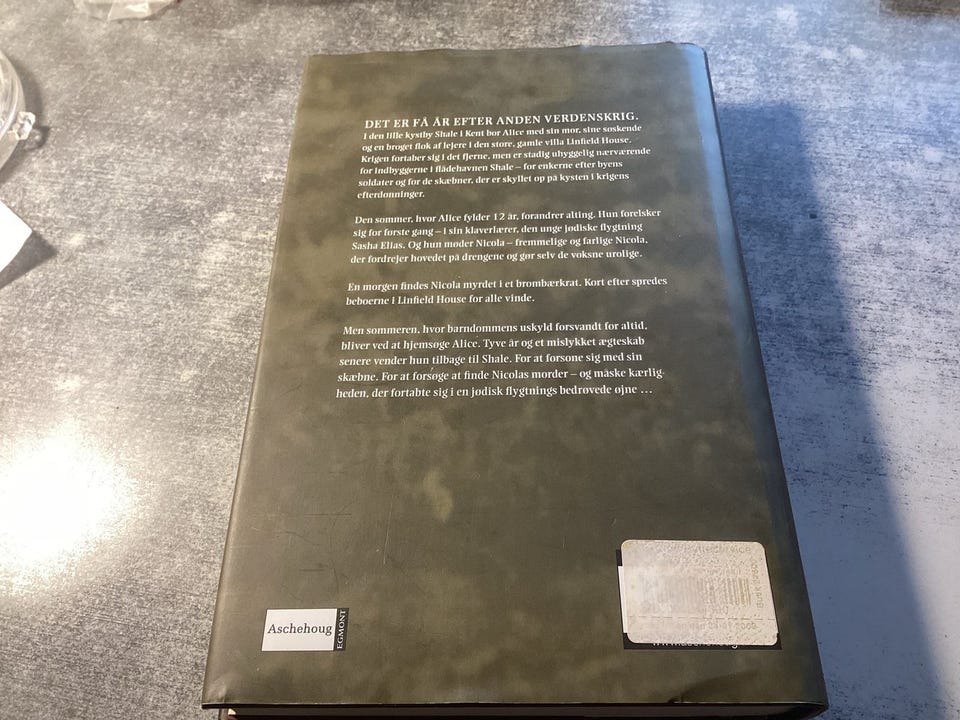 DET ER FÅ ÅR EFTER ANDEN VERDENSKRIG.
I den lille kystby Shale i Kent bor Alice med sin mor, sine søskende
og en broget flok af lejere i den store, gamle villa Linfield House.
Krigen fortaber sig i det fjerne, men er stadig uhyggelig nærværende
for indbyggerne i flådehavnen Shale – for enkerne efter byens
soldater og for de skæbner, der er skyllet op på kysten i krigens
efterdønninger.
Den sommer, hvor Alice fylder 12 år, forandrer alting. Hun forelsker
sig for første gang – i sin klaverlærer, den unge jødiske flygtning
Sasha Elias. Og hun møder Nicola – fremmelige og farlige Nicola,
der fordrejer hovedet på drengene og gør selv de voksne urolige.
En morgen findes Nicola myrdet i et brombærkrat. Kort efter spredes
beboerne i Linfield House for alle vinde.
Men sommeren, hvor barndommens uskyld forsvandt for altid,
bliver ved at hjemsøge Alice. Tyve år og et mislykket ægteskab
senere vender hun tilbage til Shale. For at forsone sig med sin
skæbne. For at forsøge at finde Nicolas morder – og måske kærlig-
heden, der fortabte sig i en jødisk flygtnings bedrøvede øjne ...
Aschehoug
EGMONT